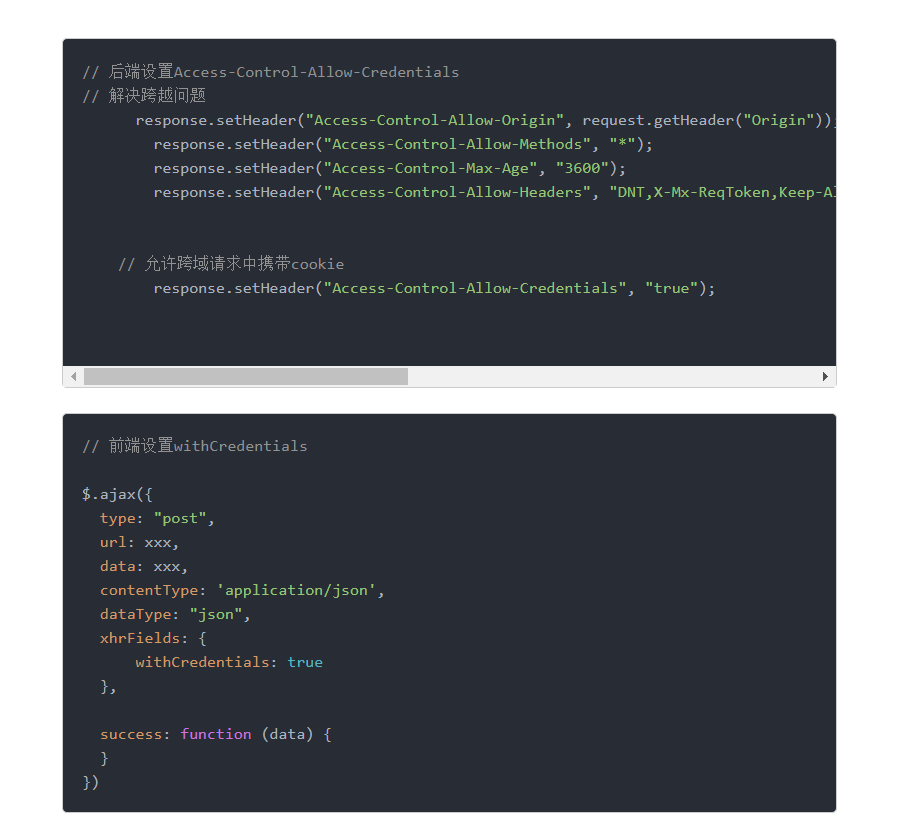 // 后端设置Access-Control-Allow-Credentials
// 解决跨越问题
response.setHeader("Access-Control-Allow-Origin", request.getHeader("Origin"));
response.setHeader("Access-Control-Allow-Methods", "*");
response.setHeader("Access-Control-Max-Age", "3600");
response.setHeader("Access-Control-Allow-Headers", "DNT,X-Mx-ReqToken,Keep-Al
// 允许跨域请求中携带cookie
response.setHeader("Access-Control-Allow-Credentials", "true");
// 前端设置withCredentials
$.ajax({
type: "post",
url: xxx,
data: xxx,
contentType: 'application/json',
dataType: "json",
xhrFields: {
withCredentials: true
},
success: function (data) {
}
})